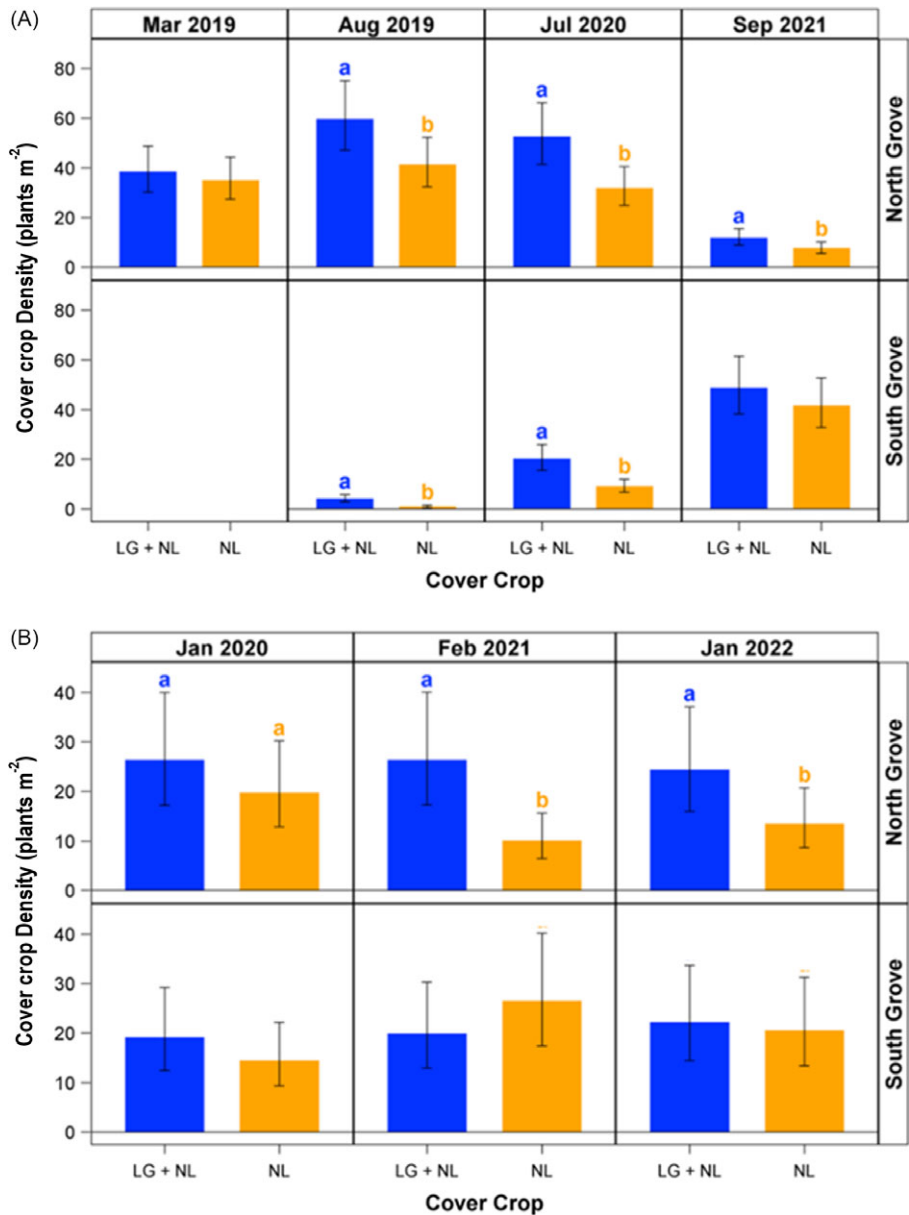 (A)
Mar 2019 Aug 2019 Jul 2020 Sep 2021
Cover crop Density (plants m-2)
80
60
40
20
0
a b a b a b
North Grove
80
60
40
20
0
a b a b
South Grove
LG + NL NL LG + NL NL LG + NL NL LG + NL NL
Cover Crop
(B)
Jan 2020 Feb 2021 Jan 2022
Cover crop Density (plants m-2)
40
30
20
10
0
a a a b a b
North Grove
40
30
20
10
0
South Grove
LG + NL NL LG + NL NL LG + NL NL
Cover Crop